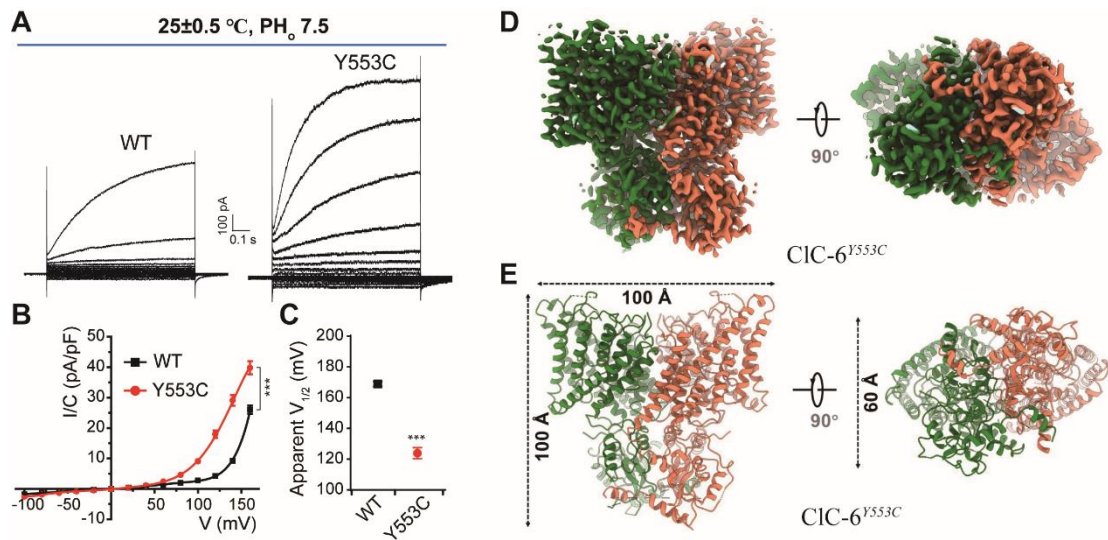 A
25±0.5 ℃, PHo 7.5
WT
Y553C
100 pA
0.1 s
B
I/C (pA/pF)
50
40
30
20
10
-10
-100
-50
50
100
150
V (mV)
WT
Y553C
***
C
Apparent V1/2 (mV)
200
180
160
140
120
100
***
WT
Y553C
D
90°
ClC-6Y553C
E
100 Å
100 Å
90°
60 Å
ClC-6Y553C